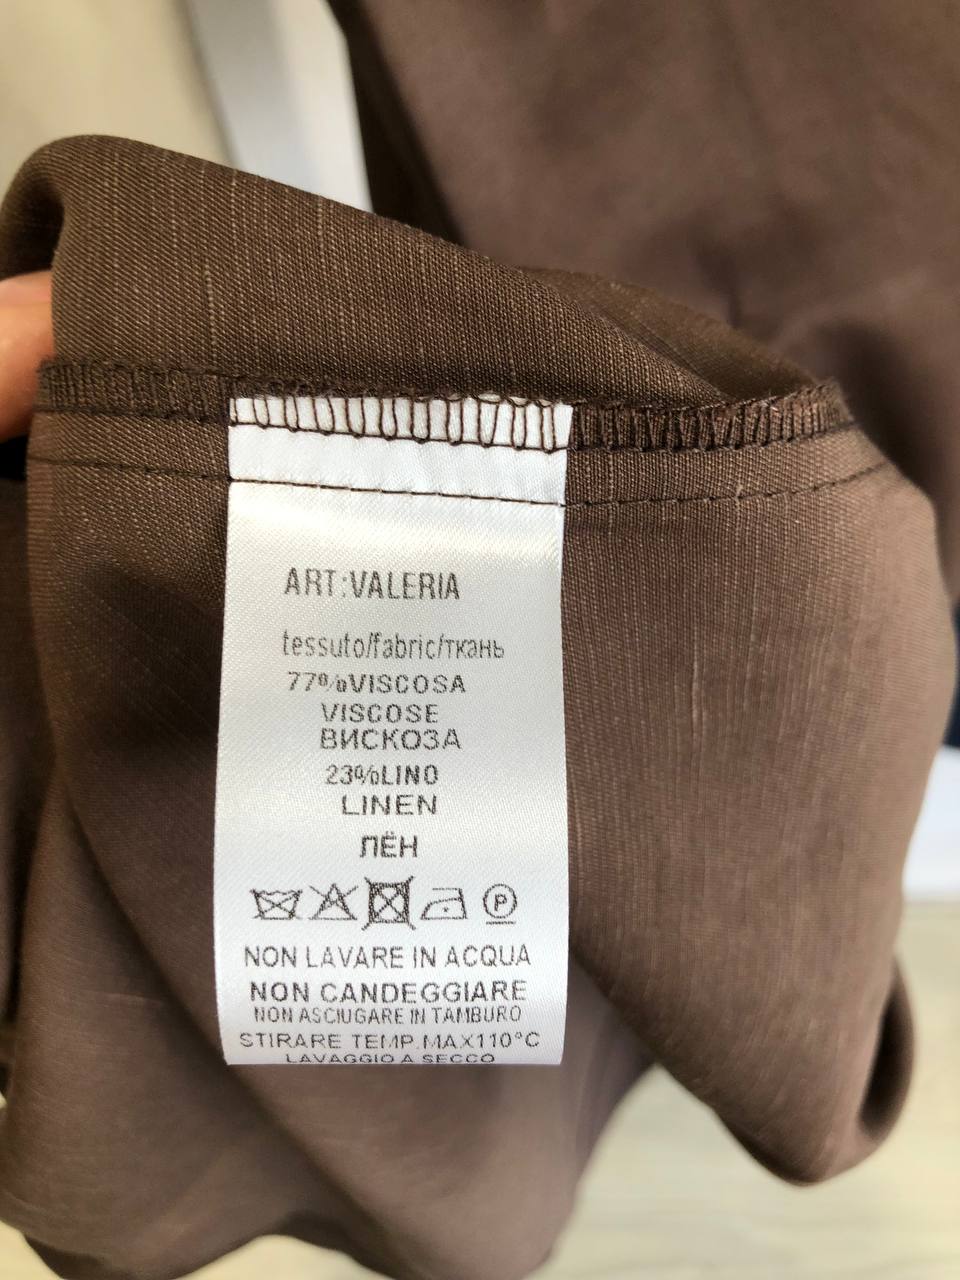 ART:VALERIA
tessuto/fabric/ткань
77%VISCOSA
VISCOSE
ВИСКОЗА
23%LINO
LINEN
ЛЁН
P
NON LAVARE IN ACQUA
NON CANDEGGIARE
NON ASCIUGARE IN TAMBURO
STIRARE TEMP.MAX110°C
LAVAGGIO A SECCO